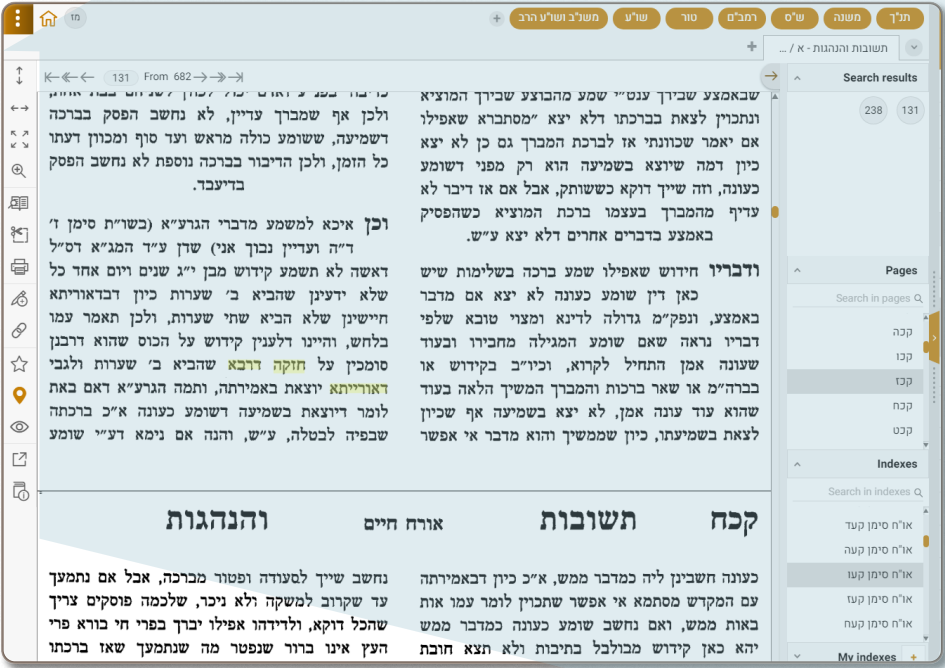 מז
משנ"ב ושו"ע הרב
שו"ע
טור
רמב"ם
ש"ס
משנה
תנ"ך
תשובות והנהגות - א / ...
131 From 682
Search results
238
131
Pages
Search in pages
קכה
קכו
קכז
קכח
קכט
Indexes
Search in indexes
או"ח סימן קעד
או"ח סימן קעה
או"ח סימן קעו
או"ח סימן קעז
או"ח סימן קעח
My indexes
שבאמצע שבירך ענט״י שמע מהבוצע שבירך המוציא
ונתכוין לצאת בברכתו דלא יצא ״מסתברא שאפילו
אם יאמר שכוונתי אז לברכת המברך גם כן לא יצא
כיון דמה שיוצא בשמיעה הוא רק מפני דשומע
כעונה, וזה שייך דוקא כששותק, אבל אם אז דיבר לא
עדיף מהמברך בעצמו ברכת המוציא כשהפסיק
באמצע בדברים אחרים דלא יצא ע״ש.
ודבריו חידוש שאפילו שמע ברכה בשלימות שיש
כאן דין שומע כעונה לא יצא אם מדבר
באמצע, ונפק״מ גדולה לדינא ומצוי טובא שלפי
דבריו נראה שאם שומע המגילה מחבירו ובעוד
שעונה אמן התחיל לקרוא, וכיו״ב בקידוש או
בברה״מ או שאר ברכות והמברך המשיך הלאה בעוד
שהוא עוד עונה אמן, לא יצא בשמיעה אף שכיון
לצאת בשמיעתו, כיון שממשיך והוא מדבר אי אפשר
ולכן אף שמברך עדיין, לא נחשב הפסק בברכה
דשמיעה, ששומע כולה מראש ועד סוף ומכוון דעתו
כל הזמן, ולכן הדיבור בברכה נוספת לא נחשב הפסק
בדיעבד.
וכן איכא למשמע מדברי הגרע״א (בשו״ת סימן ז׳
ד״ה ועדיין נבוך אני) שדן ע״ד המג״א דס״ל
דאשה לא תשמע קידוש מבן י״ג שנים ויום אחד כל
שלא ידעינן שהביא ב׳ שערות כיון דבדאוריתא
חיישינן שלא הביא שתי שערות, ולכן תאמר עמו
בלחש, והיינו דלענין קידוש על הכוס שהוא דרבנן
סומכין על חזקה דרבא שהביא ב׳ שערות ולגבי
דאורייתא יוצאת באמירתה, ותמה הגרע״א דאם באת
לומר דיוצאת בשמיעה דשומע כעונה א״כ ברכתה
שבפיה לבטלה, ע״ש, והנה אם נימא דע״י שומע
קכח תשובות אורח חיים והנהגות
כעונה חשבינן ליה כמדבר ממש, א״כ כיון דבאמירתה
עם המקדש מסתמא אי אפשר שתכוין לומר עמו אות
באות ממש, ואם נחשב שומע כעונה כמדבר ממש
יהא כאן קידוש מבולבל בתיבות ולא תצא חובת
נחשב שייך לסעודה ופטור מברכה, אבל אם נתמעך
עד שקרוב למשקה ולא ניכר, שלכמה פוסקים צריך
שהכל דוקא, ולדידהו אפילו יברך בפרי חי בורא פרי
העץ אינו ברור שנפטר מה שנתמעך שאז ברכתו